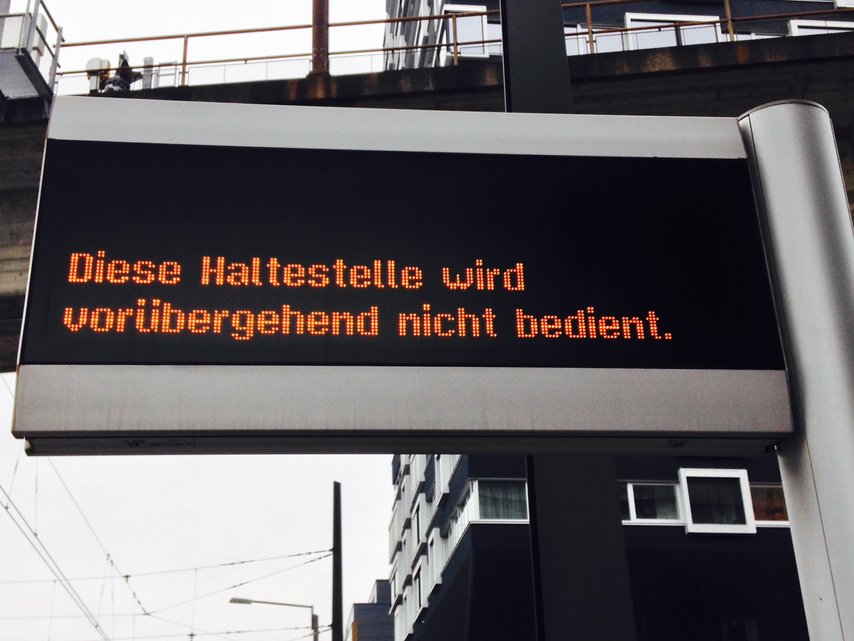 Diese Haltestelle wird
vorübergehend nicht bedient.